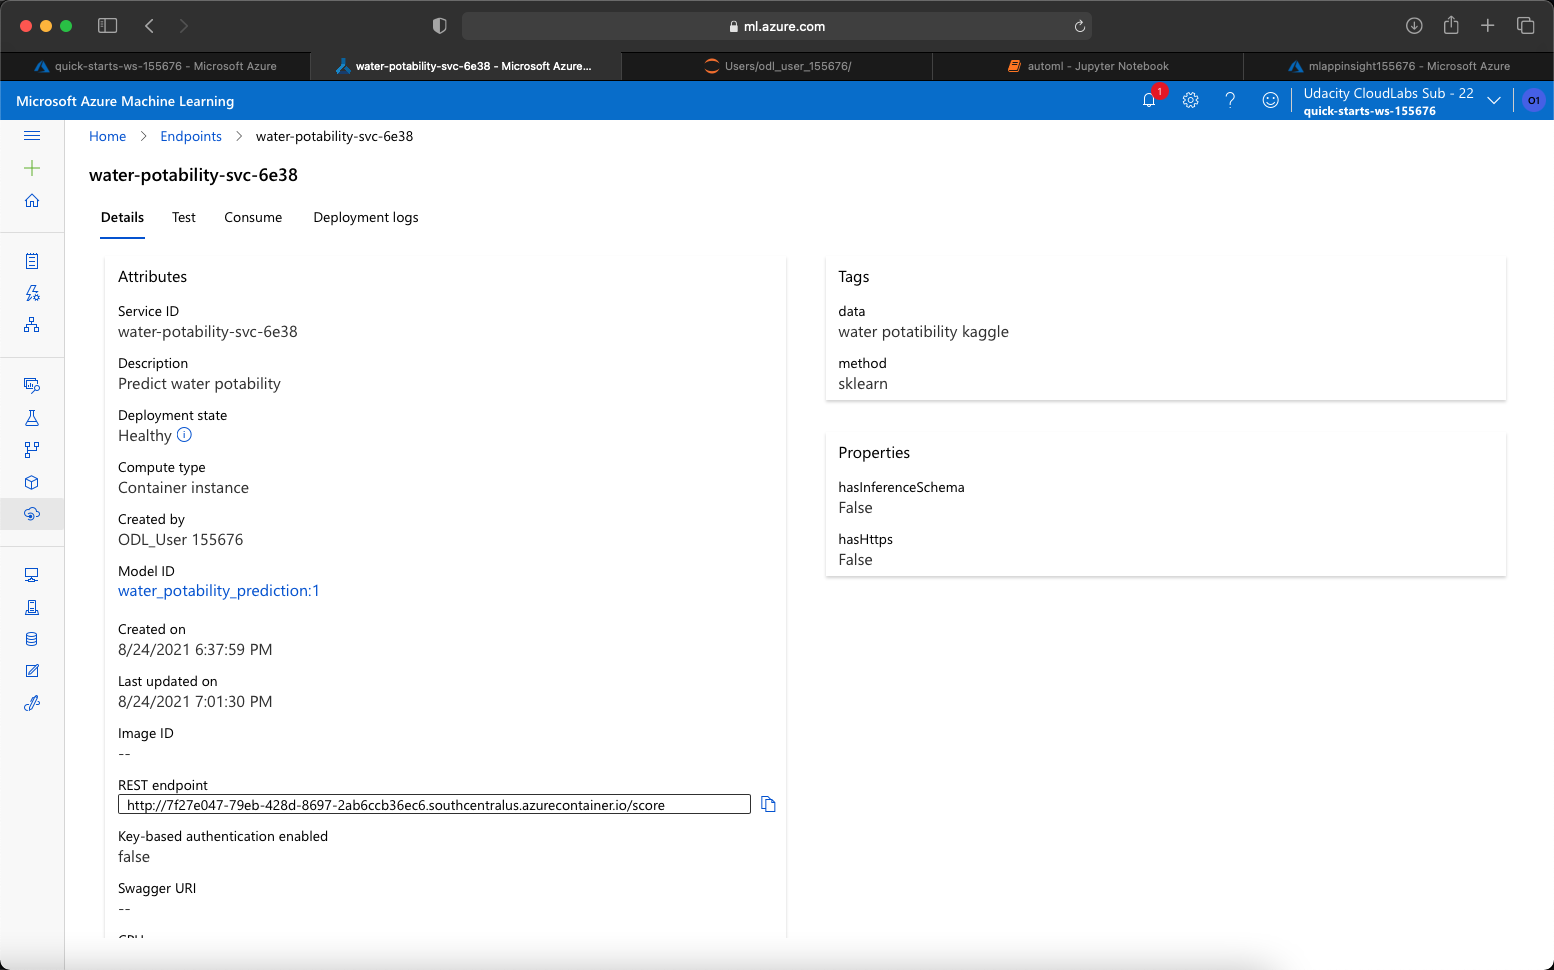 ml.azure.com
quick-starts-ws-155676 - Microsoft Azure
water-potability-svc-6e38 - Microsoft Azure...
Users/odl_user_155676/
automl - Jupyter Notebook
mlappinsight155676 - Microsoft Azure
Microsoft Azure Machine Learning
1
Udacity CloudLabs Sub - 22
quick-starts-ws-155676
O1
Home > Endpoints > water-potability-svc-6e38
water-potability-svc-6e38
Details Test Consume Deployment logs
Attributes
Service ID
water-potability-svc-6e38
Description
Predict water potability
Deployment state
Healthy
Compute type
Container instance
Created by
ODL_User 155676
Model ID
water_potability_prediction:1
Created on
8/24/2021 6:37:59 PM
Last updated on
8/24/2021 7:01:30 PM
Image ID
--
REST endpoint
http://7f27e047-79eb-428d-8697-2ab6ccb36ec6.southcentralus.azurecontainer.io/score
Key-based authentication enabled
false
Swagger URI
--
Tags
data
water potatibility kaggle
method
sklearn
Properties
hasInferenceSchema
False
hasHttps
False